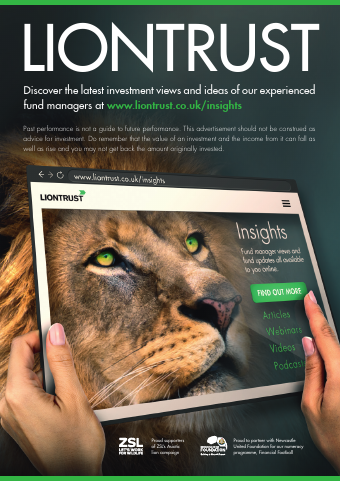 LIONTRUST
Discover the latest investment views and ideas of our experienced
fund managers at www.liontrust.co.uk/insights
Past performance is not a guide to future performance. This advertisement should not be construed as
advice for investment. Do remember that the value of an investment and the income from it can fall as
well as rise and you may not get back the amount originally invested.
www.liontrust.co.uk/insights
LIONTRUST
Insights
Fund manager views and
fund updates all available
to you online.
FIND OUT MORE
Articles
Webinars
Videos
Podcast
ZSL
LET'S WORK
FOR WILDLIFE
Proud supporters
of ZSL's Asiatic
lion campaign
FOUNDATION
Proud to partner with Newcastle
United Foundation for our numeracy
programme, Financial Football